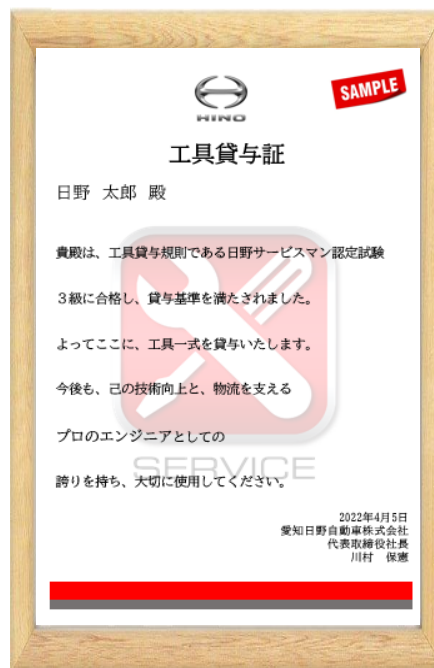 HINO
SAMPLE
工具貸与証
日野 太郎 殿
貴殿は、工具貸与規則である日野サービスマン認定試験
３級に合格し、貸与基準を満たされました。
よってここに、工具一式を貸与いたします。
今後も、己の技術向上と、物流を支える
プロのエンジニアとしての
誇りを持ち、大切に使用してください。
SERVICE
2022年4月5日
愛知日野自動車株式会社
代表取締役社長
川村 保憲